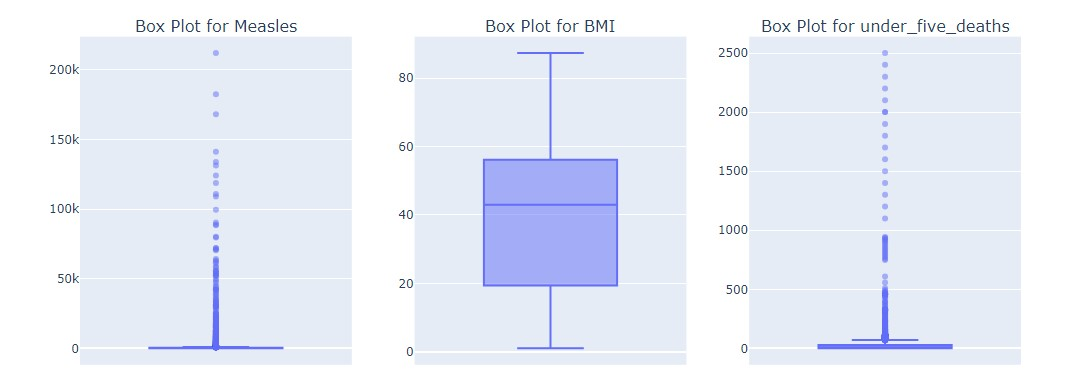 Box Plot for Measles
200k
150k
100k
50k
0
Box Plot for BMI
80
60
40
20
0
Box Plot for under_five_deaths
2500
2000
1500
1000
500
0